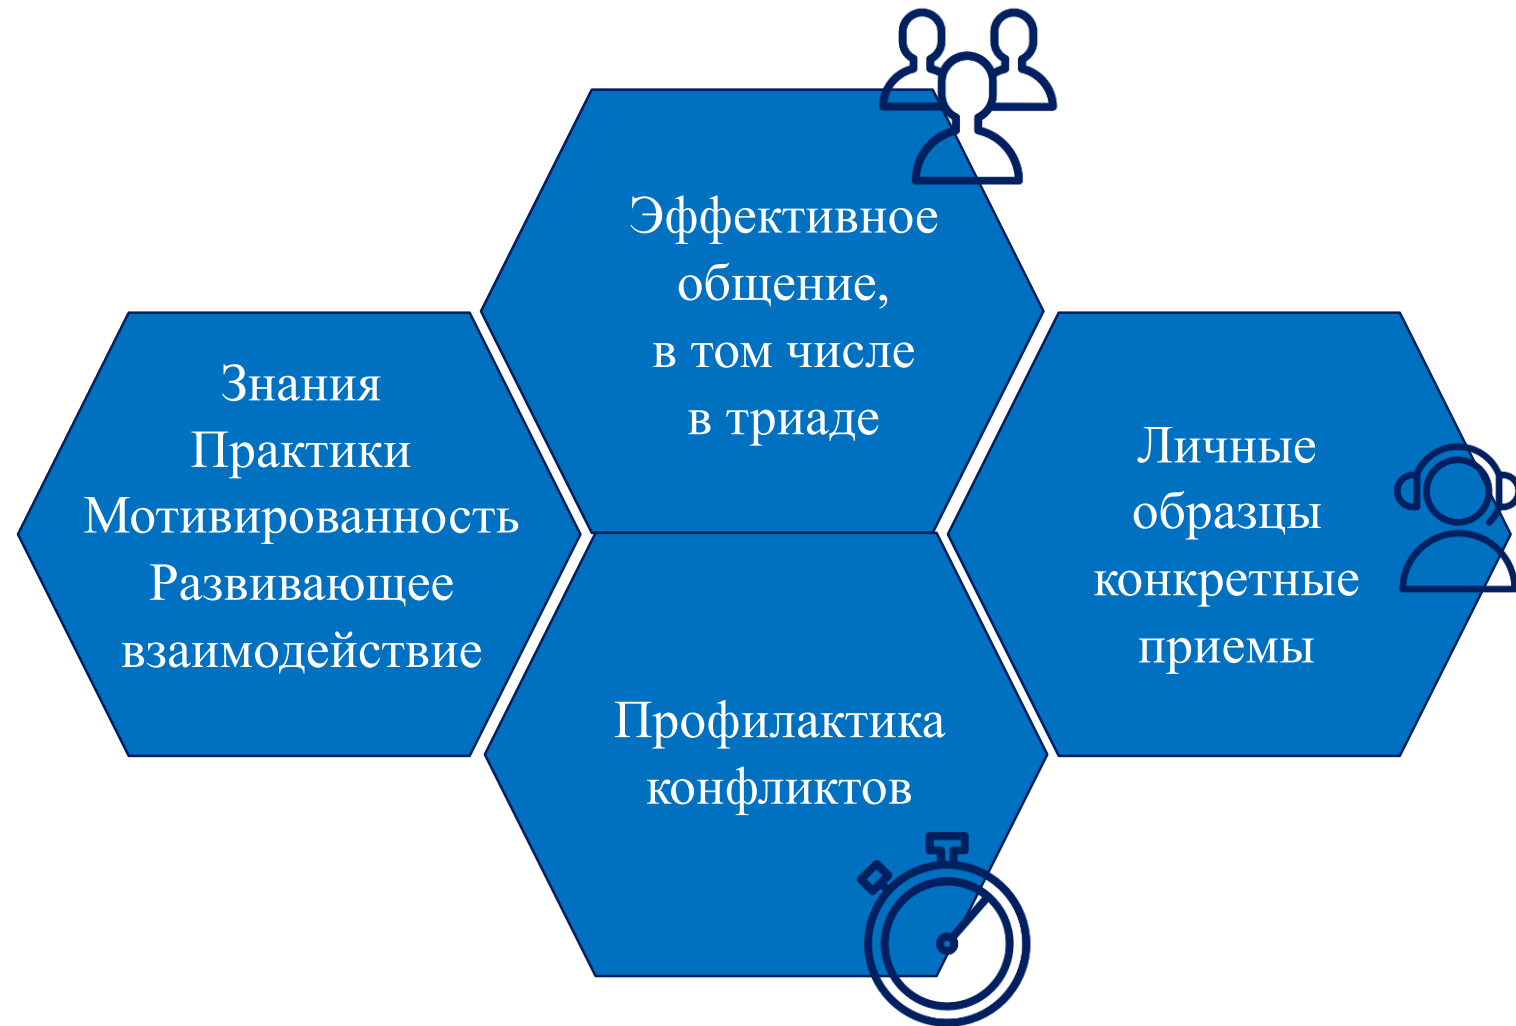 Эффективное
общение,
в том числе
в триаде
Знания
Практики
Мотивированность
Развивающее
взаимодействие
Личные
образцы
конкретные
приемы
Профилактика
конфликтов